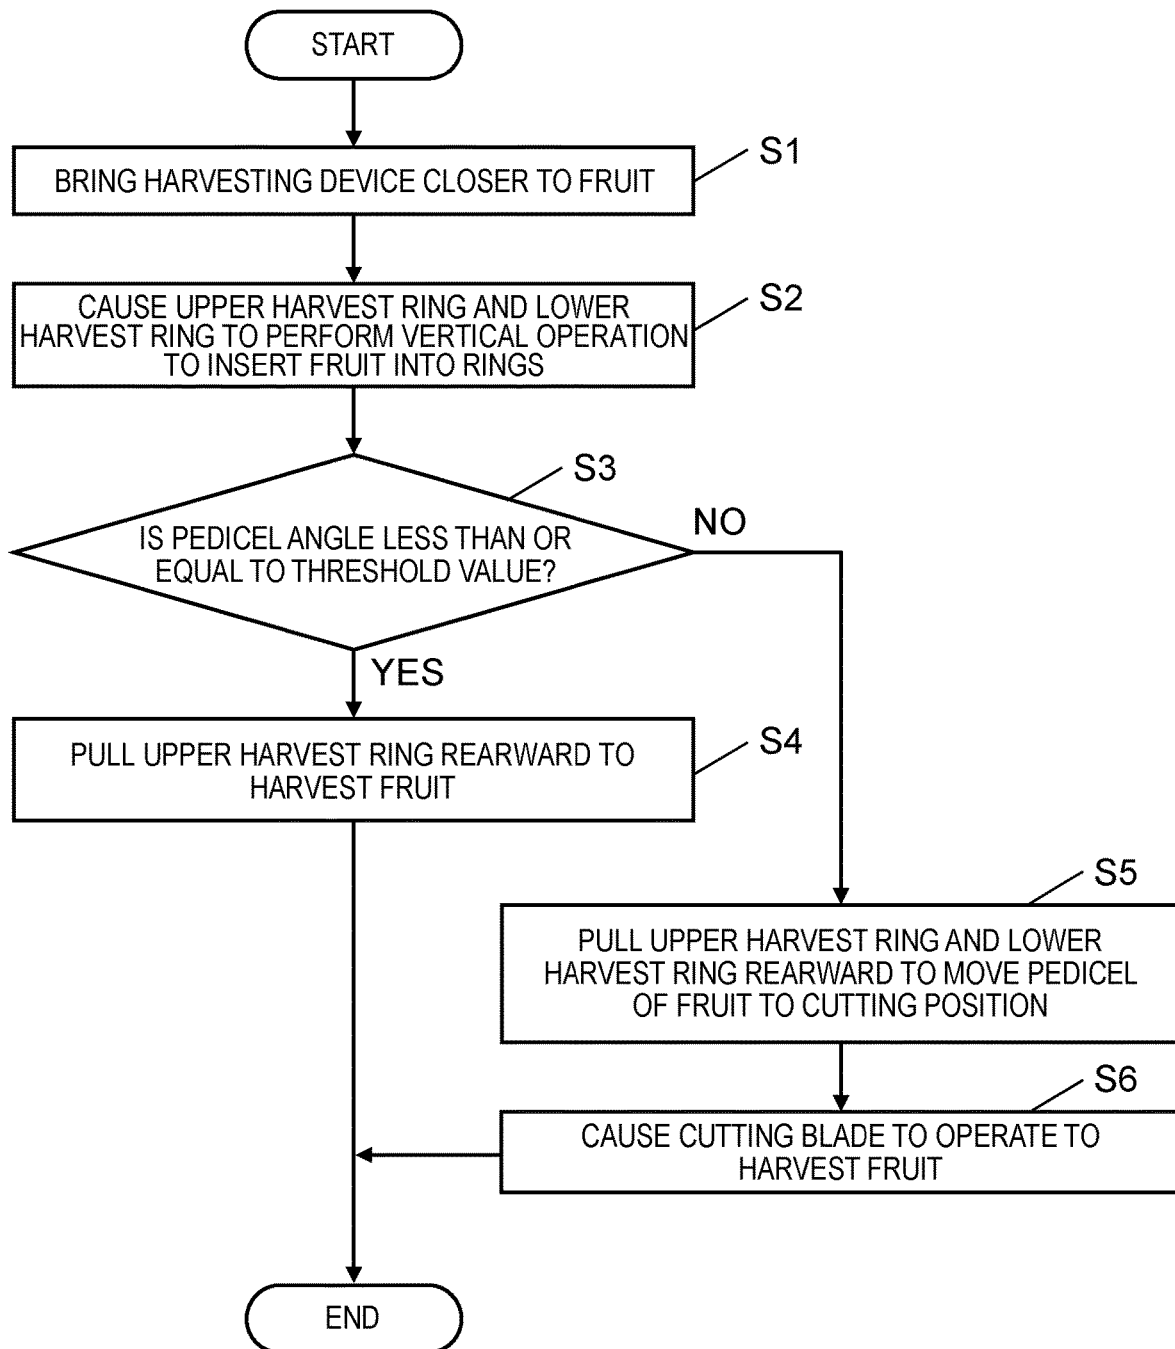 START
S1
BRING HARVESTING DEVICE CLOSER TO FRUIT
S2
CAUSE UPPER HARVEST RING AND LOWER
HARVEST RING TO PERFORM VERTICAL OPERATION
TO INSERT FRUIT INTO RINGS
S3
IS PEDICEL ANGLE LESS THAN OR
EQUAL TO THRESHOLD VALUE?
NO
YES
S4
PULL UPPER HARVEST RING REARWARD TO
HARVEST FRUIT
S5
PULL UPPER HARVEST RING AND LOWER
HARVEST RING REARWARD TO MOVE PEDICEL
OF FRUIT TO CUTTING POSITION
S6
CAUSE CUTTING BLADE TO OPERATE TO
HARVEST FRUIT
END